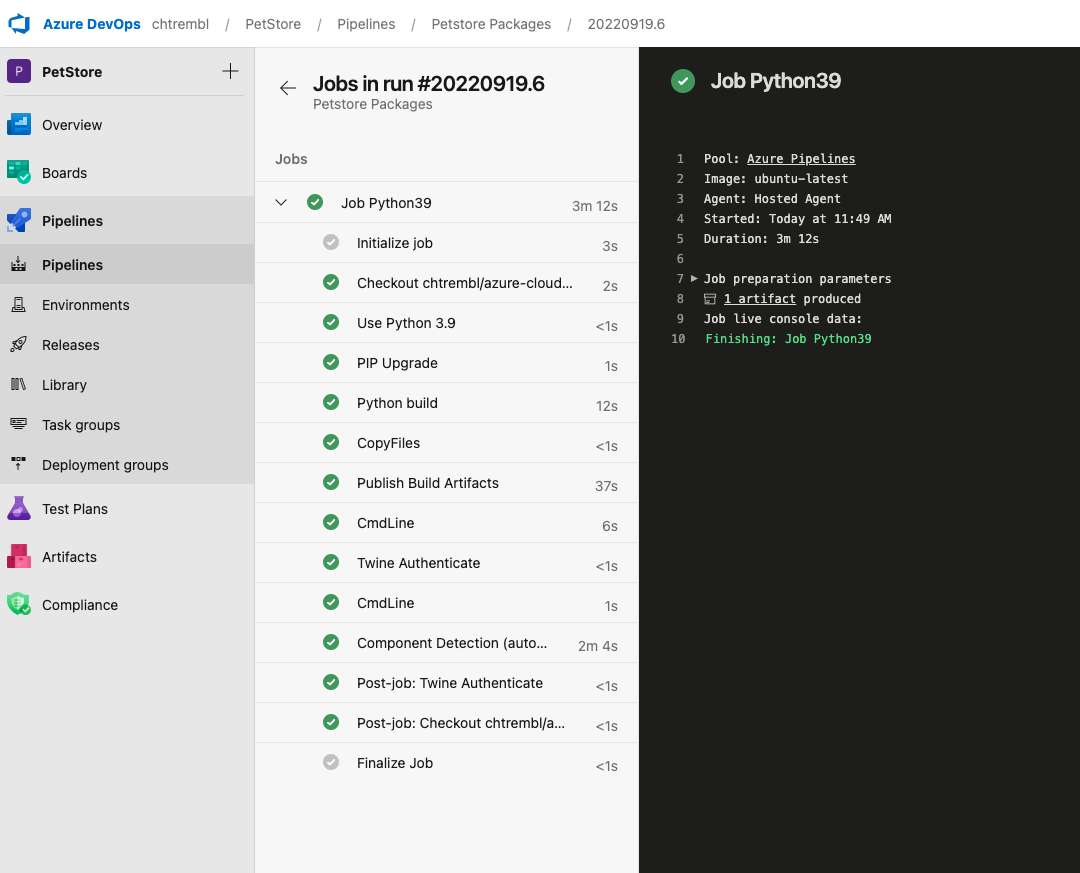 Azure DevOps chtrembl / PetStore / Pipelines / Petstore Packages / 20220919.6
P PetStore
Overview
Boards
Pipelines
Pipelines
Environments
Releases
Library
Task groups
Deployment groups
Test Plans
Artifacts
Compliance
Jobs in run #20220919.6
Petstore Packages
Jobs
Job Python39 3m 12s
Initialize job 3s
Checkout chtrembl/azure-cloud... 2s
Use Python 3.9 <1s
PIP Upgrade 1s
Python build 12s
CopyFiles <1s
Publish Build Artifacts 37s
CmdLine 6s
Twine Authenticate <1s
CmdLine 1s
Component Detection (auto... 2m 4s
Post-job: Twine Authenticate <1s
Post-job: Checkout chtrembl/a... <1s
Finalize Job <1s
Job Python39
1 Pool: Azure Pipelines
2 Image: ubuntu-latest
3 Agent: Hosted Agent
4 Started: Today at 11:49 AM
5 Duration: 3m 12s
6
7 Job preparation parameters
8 1 artifact produced
9 Job live console data:
10 Finishing: Job Python39